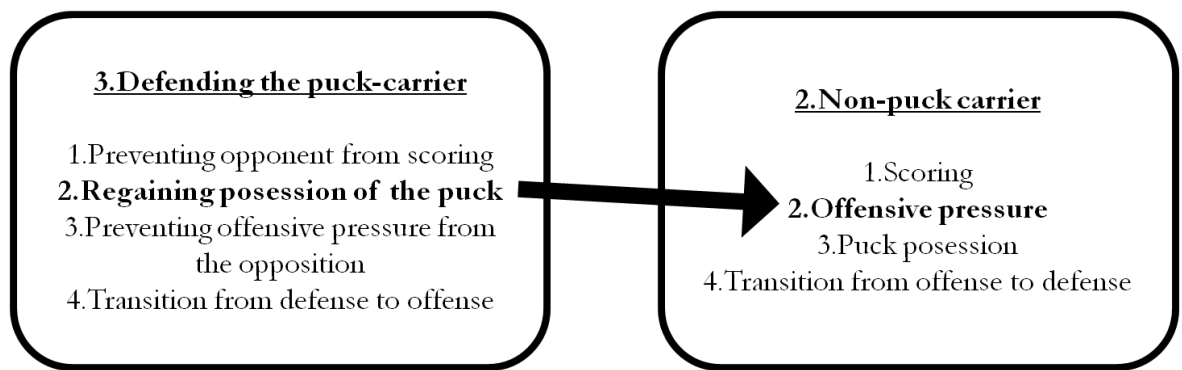 3.Defending the puck-carrier
1.Preventing opponent from scoring
2.Regaining posession of the puck
3.Preventing offensive pressure from
the opposition
4.Transition from defense to offense
2.Non-puck carrier
1.Scoring
2.Offensive pressure
3.Puck posession
4.Transition from offense to defense